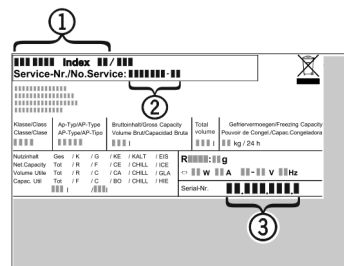 1
Index /
Service-Nr./No.Service: -
2
Klasse/Class Ap-Typ/AP-Type Bruttoinhalt/Gross Capacity Total Gefriervermoegen/Freezing Capacity
Classe/Clase AP-Type/AP-Tipo Volume Brut/Capacidad Bruta volume Pouvoir de Congel./Capac.Congeladora
l l kg / 24 h
Nutzinhalt Ges / K / G / KE / KALT / EIS
Net.Capacity Tot / R / F / CE / CHILL / ICE
Volume Utile Tot / F / C / CA / CHILL / GLA
Capac. Util Tot / F / C / BO / CHILL / HIE
l / l
R : g
W A - V Hz
Serial-Nr. . . .
3